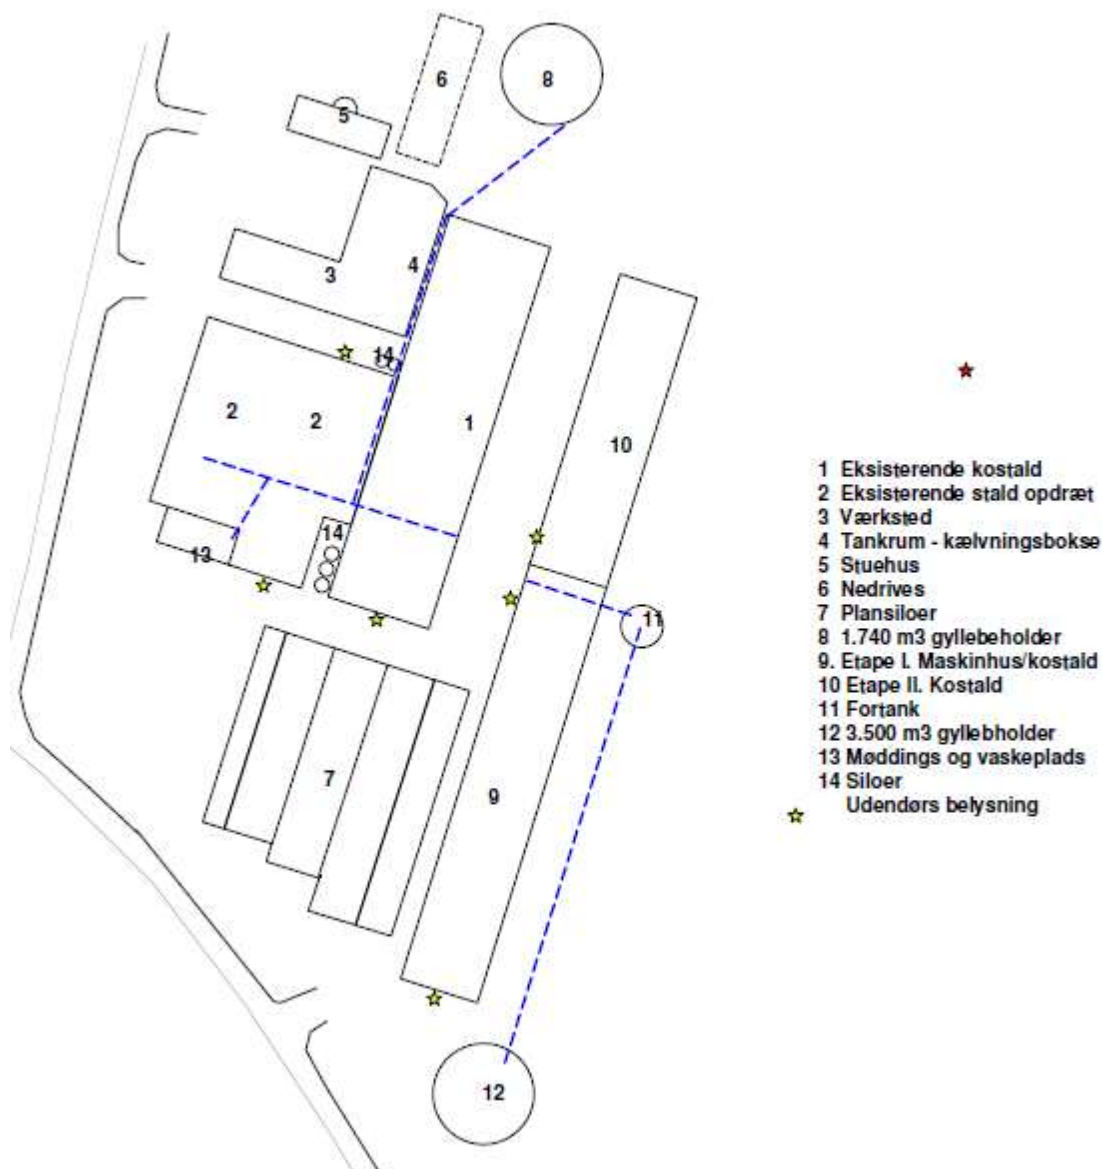 6
8
5
3
4
14
2
2
1
10
14
13
11
7
9
12
1 Eksisterende kostald
2 Eksisterende stald opdræt
3 Værksted
4 Tankrum - kælvningsbokse
5 Stuehus
6 Nedrives
7 Plansiloer
8 1.740 m3 gyllebeholder
9. Etape I. Maskinhus/kostald
10 Etape II. Kostald
11 Fortank
12 3.500 m3 gyllebholder
13 Møddings og vaskeplads
14 Siloer
Udendørs belysning